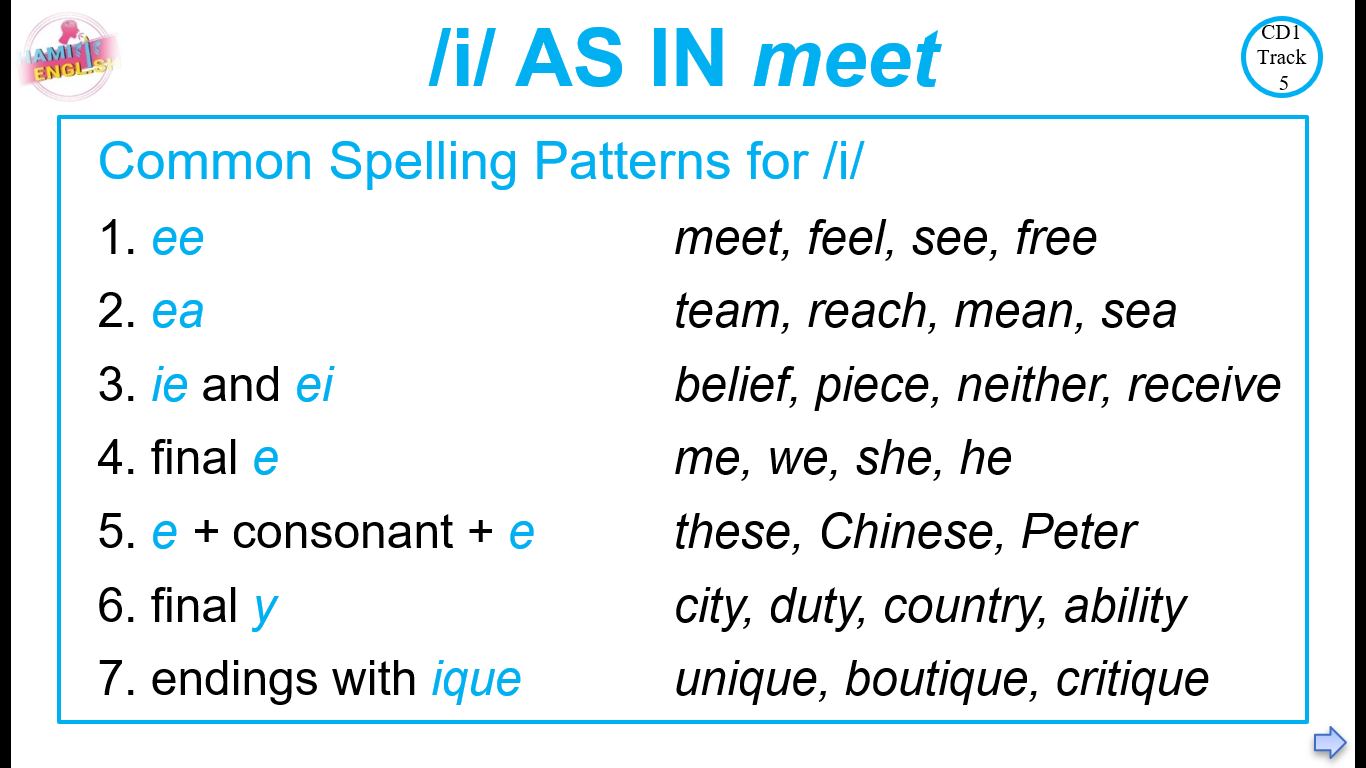 /i/ AS IN meet
CD1
Track
5
Common Spelling Patterns for /i/
1. ee meet, feel, see, free
2. ea team, reach, mean, sea
3. ie and ei belief, piece, neither, receive
4. final e me, we, she, he
5. e + consonant + e these, Chinese, Peter
6. final y city, duty, country, ability
7. endings with ique unique, boutique, critique